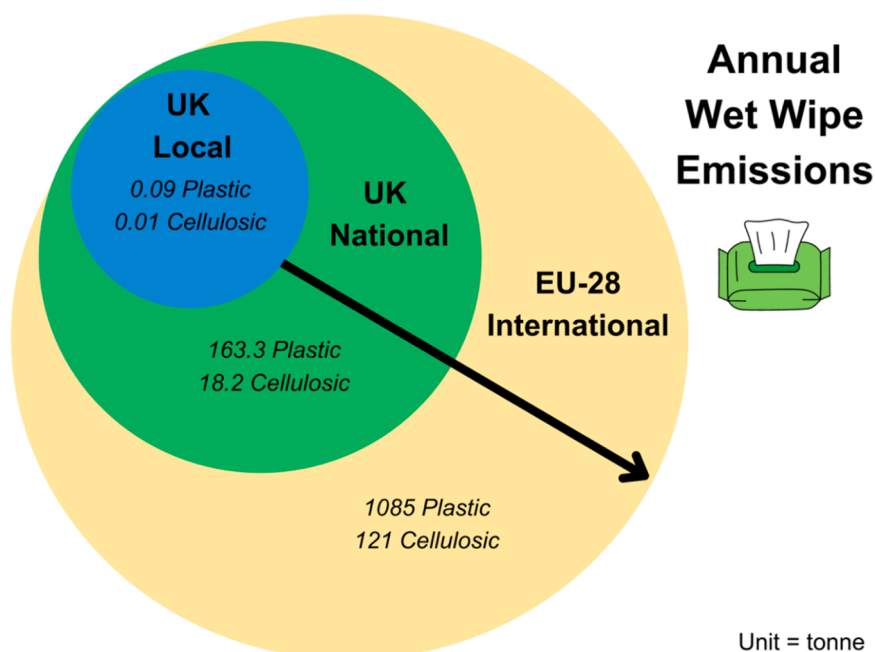 Annual
Wet Wipe
Emissions
UK
Local
0.09 Plastic
0.01 Cellulosic
UK
National
163.3 Plastic
18.2 Cellulosic
EU-28
International
1085 Plastic
121 Cellulosic
Unit = tonne